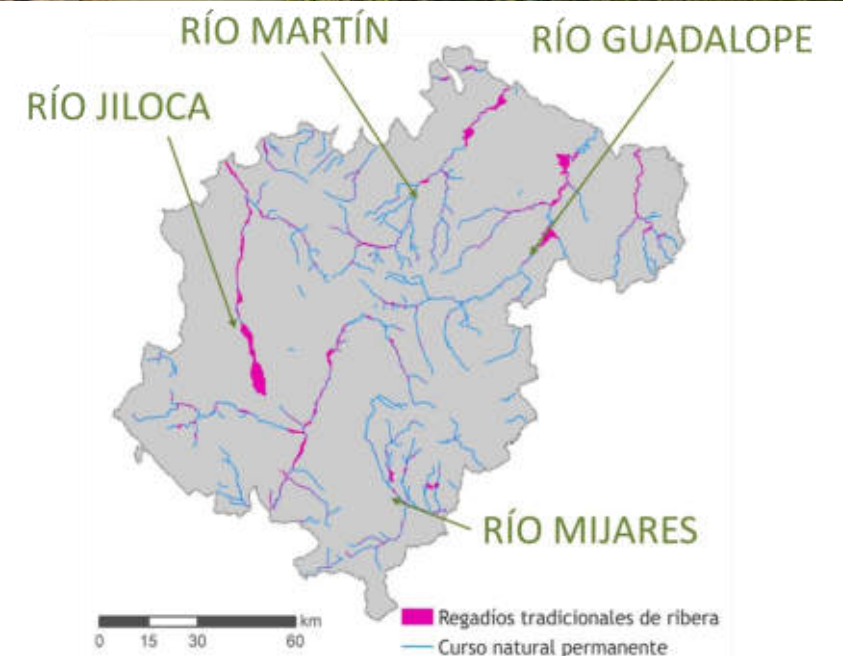 RÍO MARTÍN
RÍO GUADALOPE
RÍO JILOCA
RÍO MIJARES
km
0 15 30 60
Regadíos tradicionales de ribera
Curso natural permanente